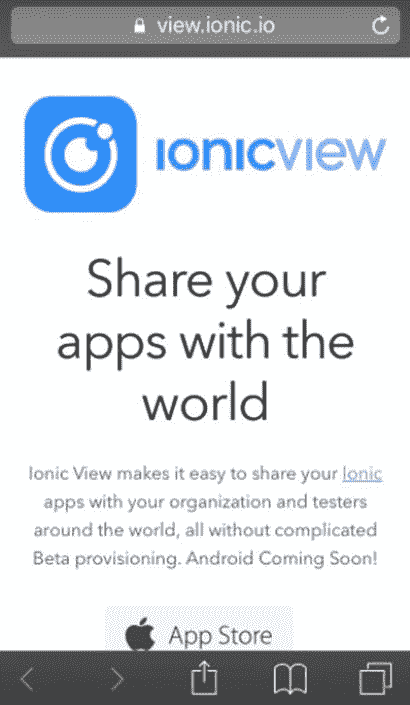 view.ionic.io
ionicview
Share your
apps with the
world
Ionic View makes it easy to share your Ionic
apps with your organization and testers
around the world, all without complicated
Beta provisioning. Android Coming Soon!
App Store